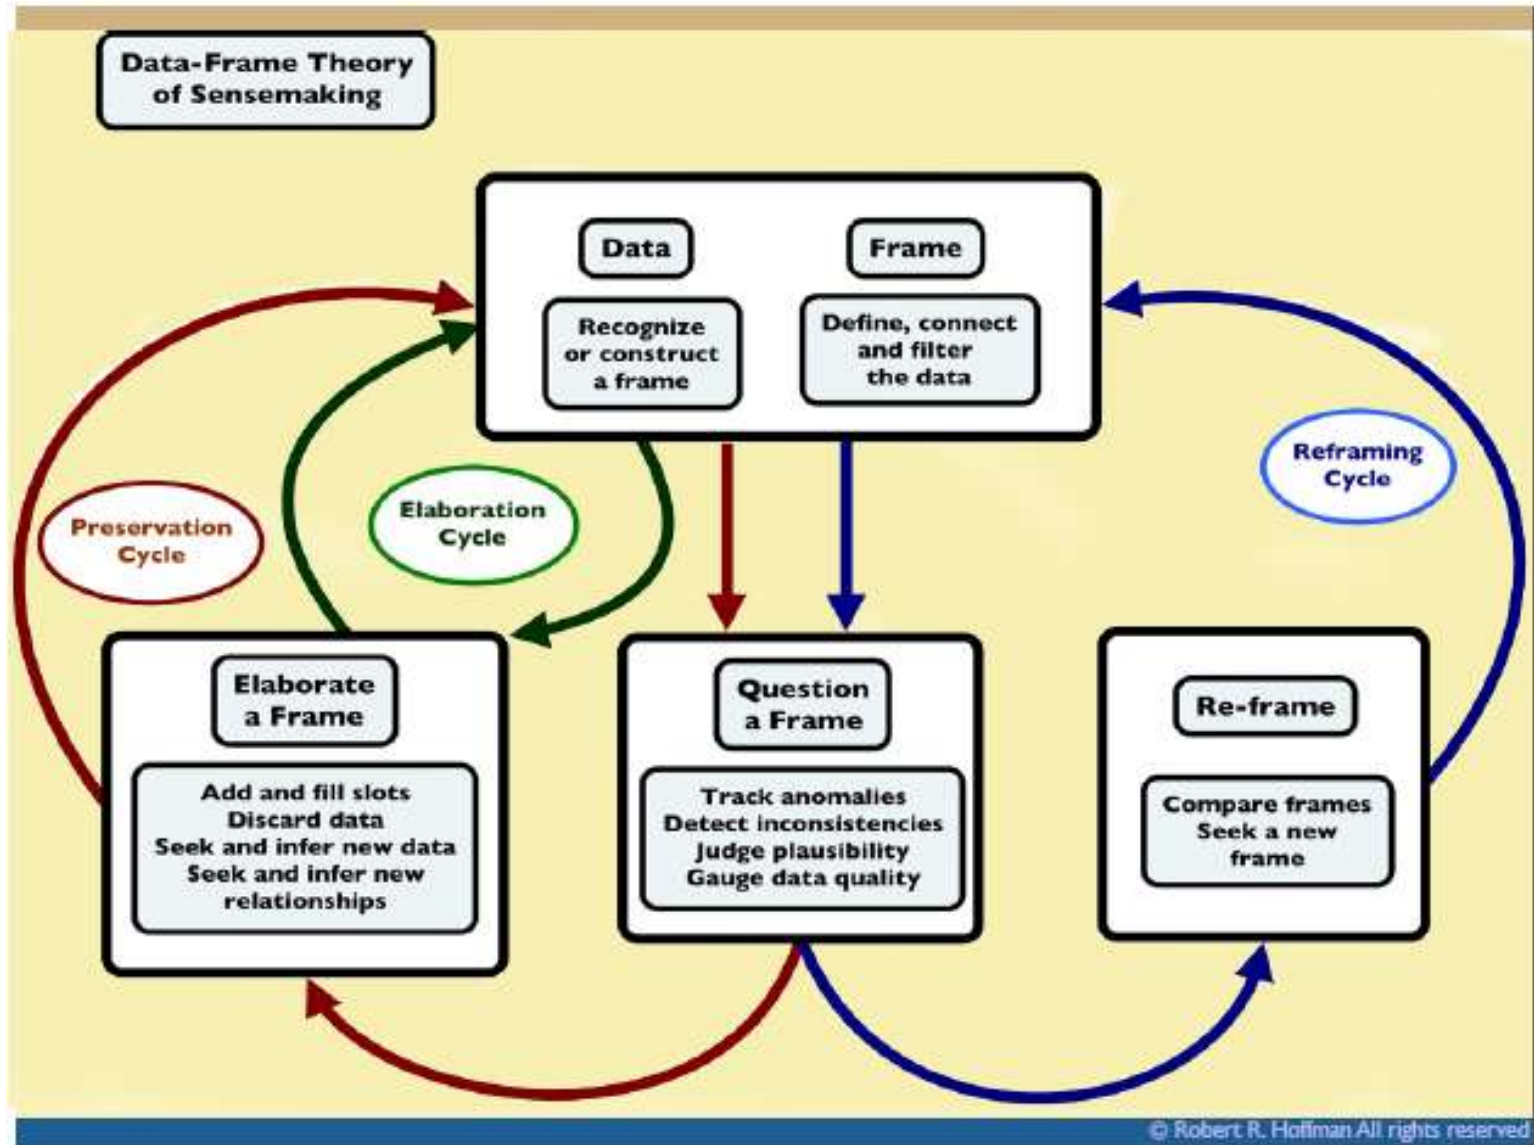 Data-Frame Theory
of Sensemaking
Data
Frame
Recognize
or construct
a frame
Define, connect
and filter
the data
Reframing
Cycle
Preservation
Cycle
Elaboration
Cycle
Elaborate
a Frame
Add and fill slots
Discard data
Seek and infer new data
Seek and infer new
relationships
Question
a Frame
Track anomalies
Detect inconsistencies
Judge plausibility
Gauge data quality
Re-frame
Compare frames
Seek a new
frame
© Robert R. Hoffman All rights reserved